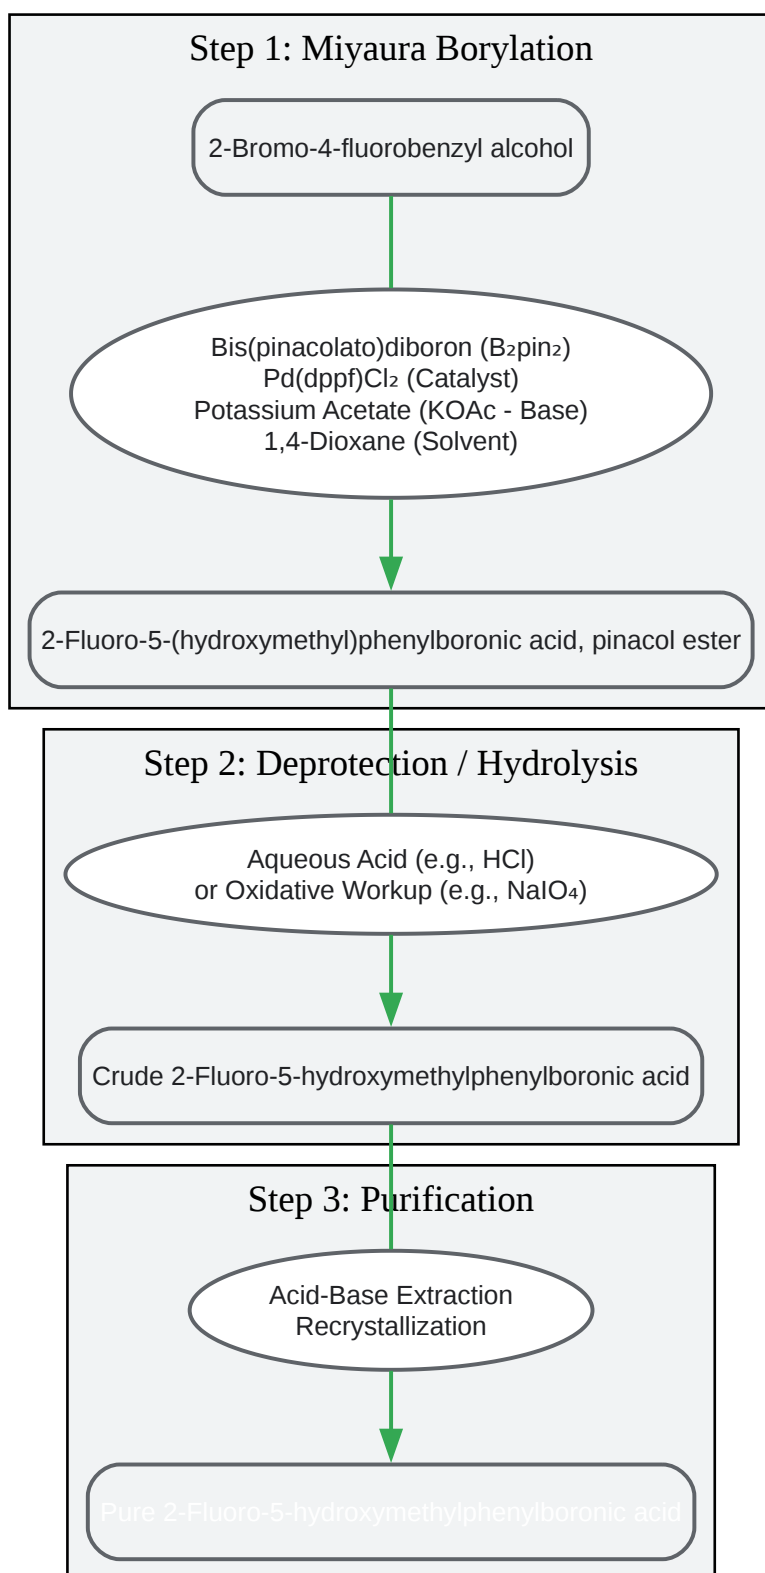 Step 1: Miyaura Borylation
2-Bromo-4-fluorobenzyl alcohol
Bis(pinacolato)diboron (B₂pin₂)
Pd(dppf)Cl₂ (Catalyst)
Potassium Acetate (KOAc - Base)
1,4-Dioxane (Solvent)
2-Fluoro-5-(hydroxymethyl)phenylboronic acid, pinacol ester
Step 2: Deprotection / Hydrolysis
Aqueous Acid (e.g., HCl)
or Oxidative Workup (e.g., NaIO₄)
Crude 2-Fluoro-5-hydroxymethylphenylboronic acid
Step 3: Purification
Acid-Base Extraction
Recrystallization
Pure 2-Fluoro-5-hydroxymethylphenylboronic acid